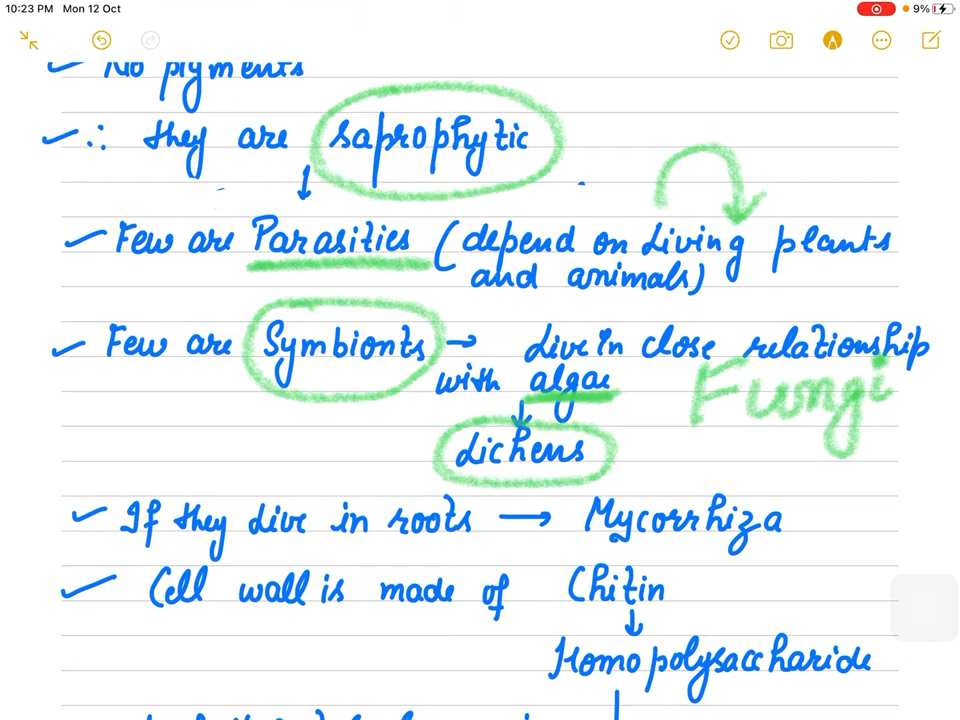 10:23 PM Mon 12 Oct 9%
No pigments
∴ they are saprophytic
↓
Few are Parasities (depend on Living plants
and animals)
Few are Symbionts → Live in close relationship
with algae Fungi
↓
Lichens
If they Live in roots → Mycorrhiza
Cell wall is made of Chitin
↓
Homopolysaccharide